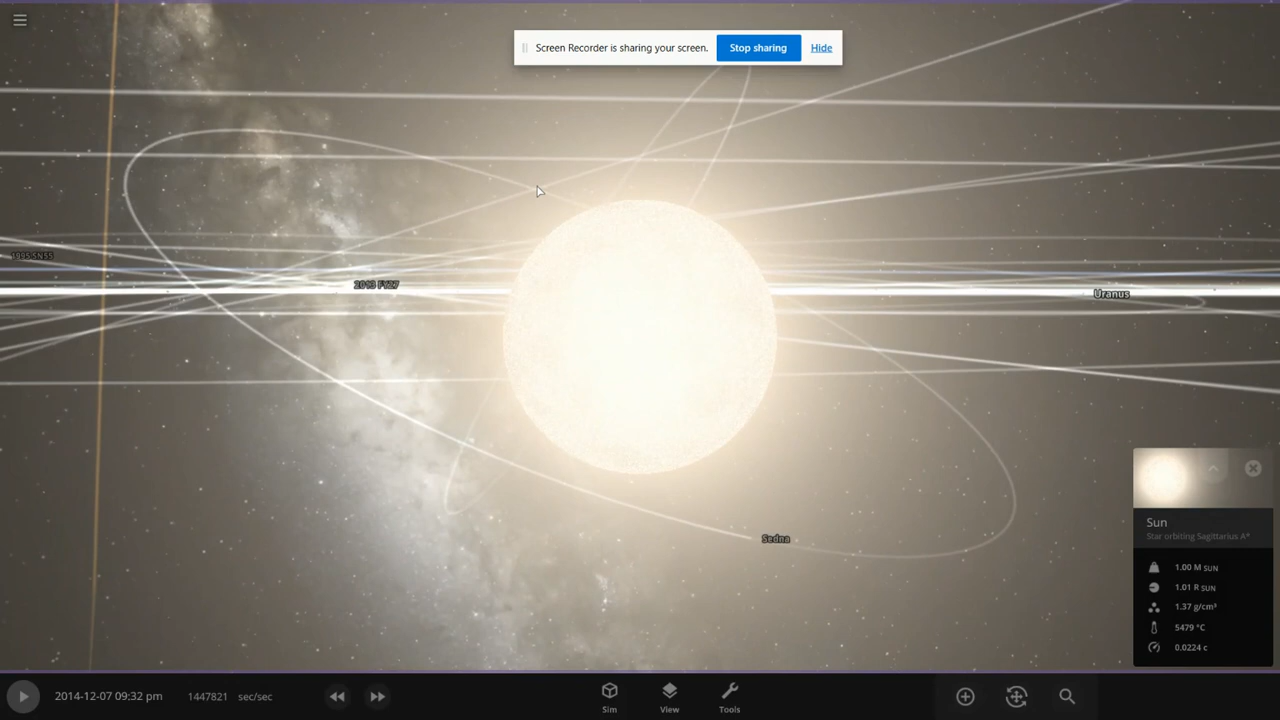 Screen Recorder is sharing your screen. Stop sharing Hide
1995 SN55
2013 FY27
Uranus
Sedna
Sun
Star orbiting Sagittarius A*
1.00 M SUN
1.01 R SUN
1.37 g/cm³
5479 °C
0.0224 c
2014-12-07 09:32 pm 1447821 sec/sec
Sim View Tools